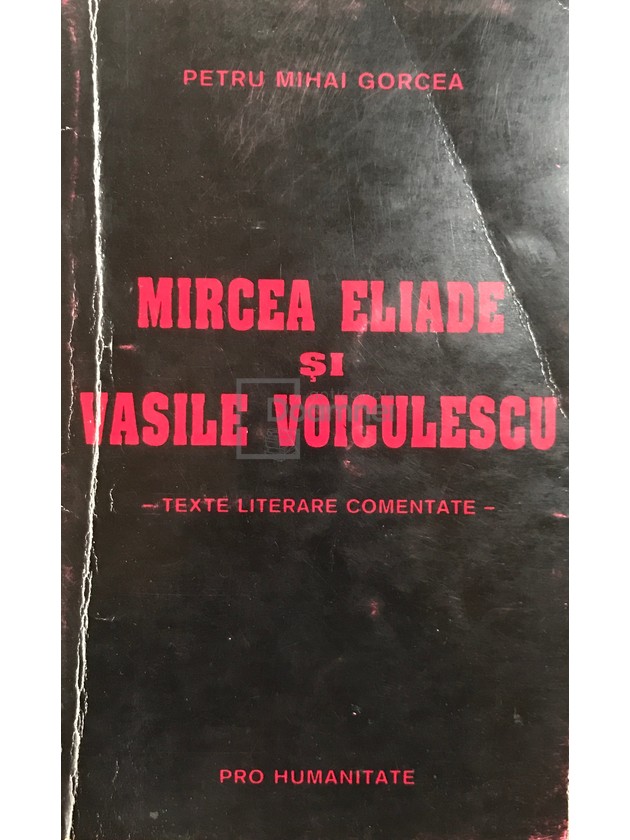 PETRU MIHAI GORCEA
MIRCEA ELIADE
ŞI
VASILE VOICULESCU
- TEXTE LITERARE COMENTATE -
PRO HUMANITATE